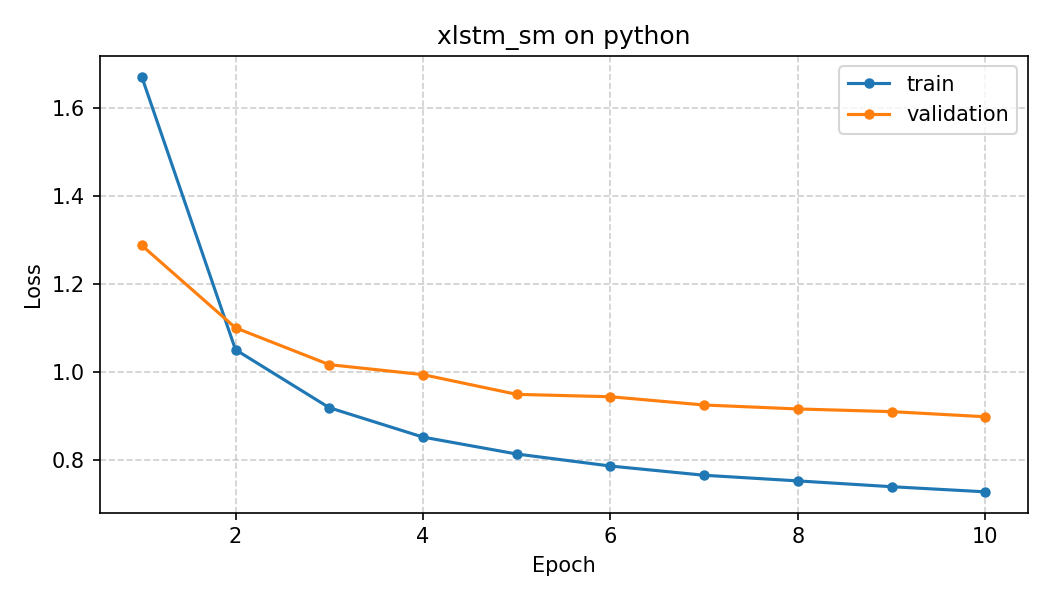 xlstm_sm on python
train
validation
Loss
1.6
1.4
1.2
1.0
0.8
2 4 6 8 10
Epoch